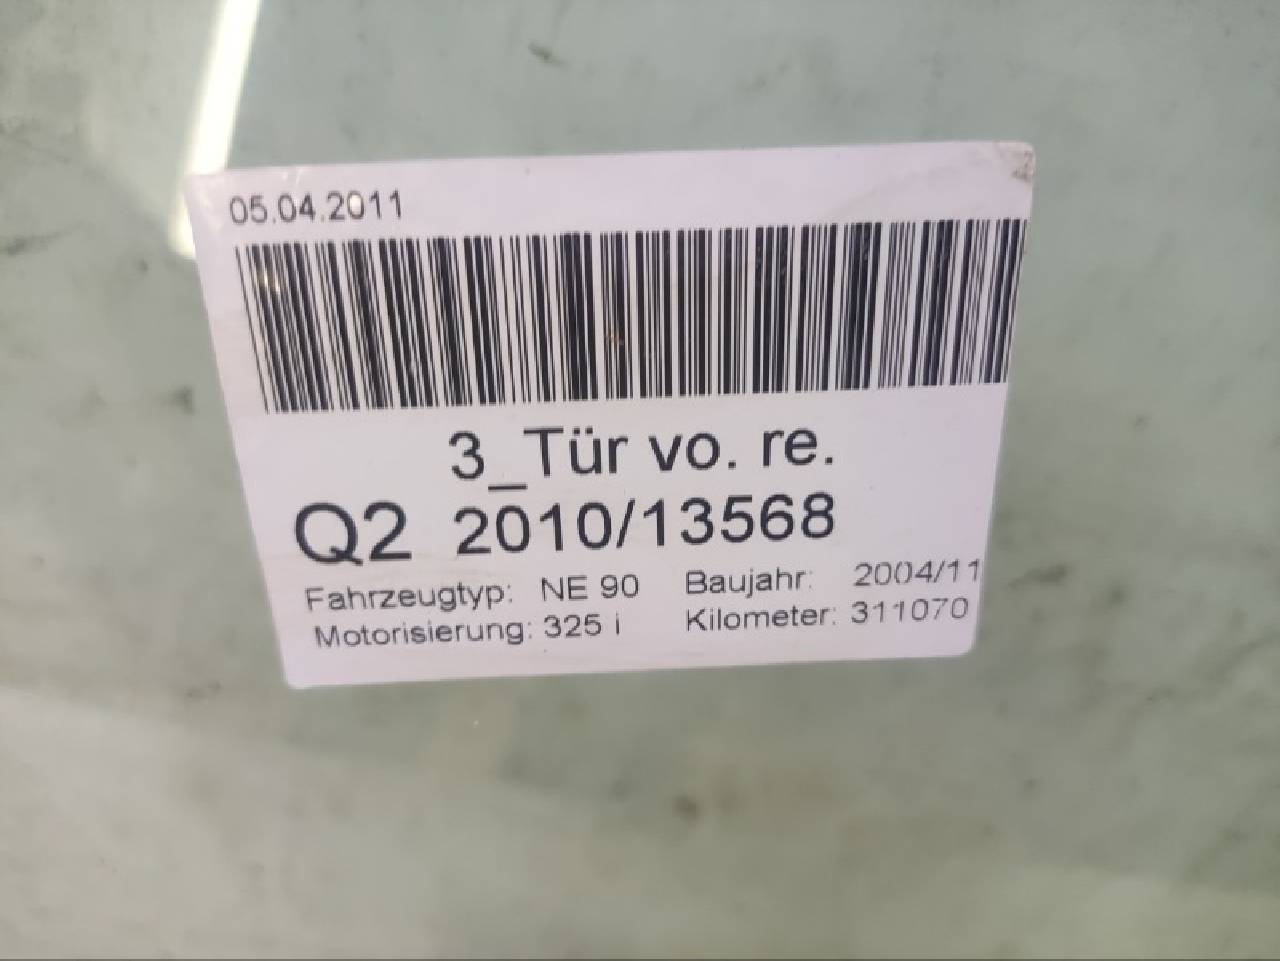 05.04.2011
3_Tür vo. re.
Q2 2010/13568
Fahrzeugtyp: NE 90 Baujahr: 2004/11
Motorisierung: 325 i Kilometer: 311070